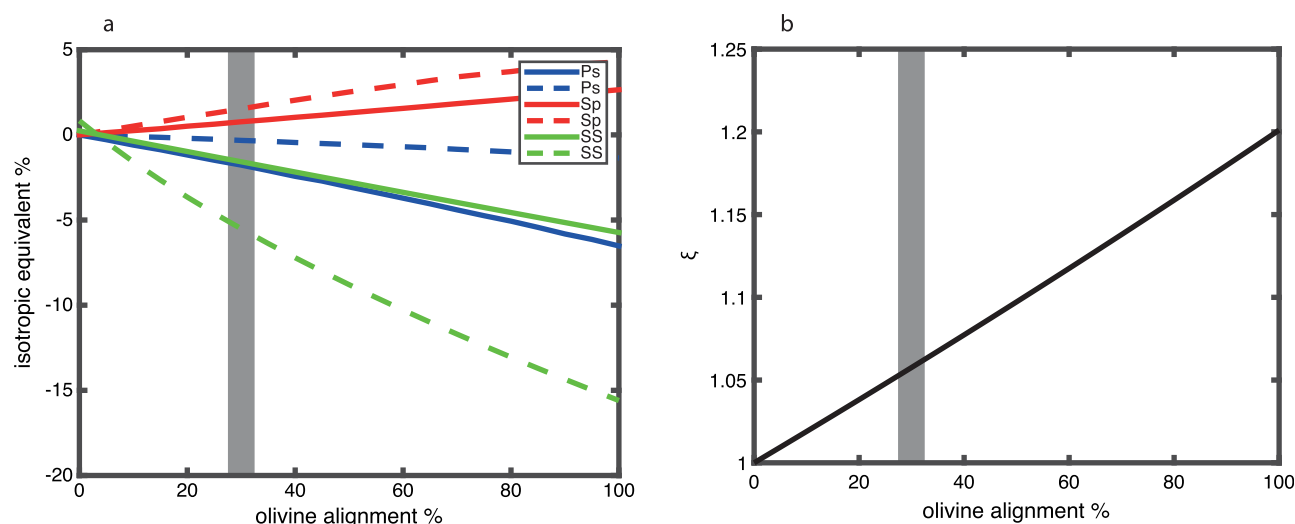 a
5
0
-5
-10
-15
-20
isotropic equivalent %
0 20 40 60 80 100
olivine alignment %
Ps
Ps
Sp
Sp
SS
SS
b
1.25
1.2
1.15
1.1
1.05
1
ξ
0 20 40 60 80 100
olivine alignment %